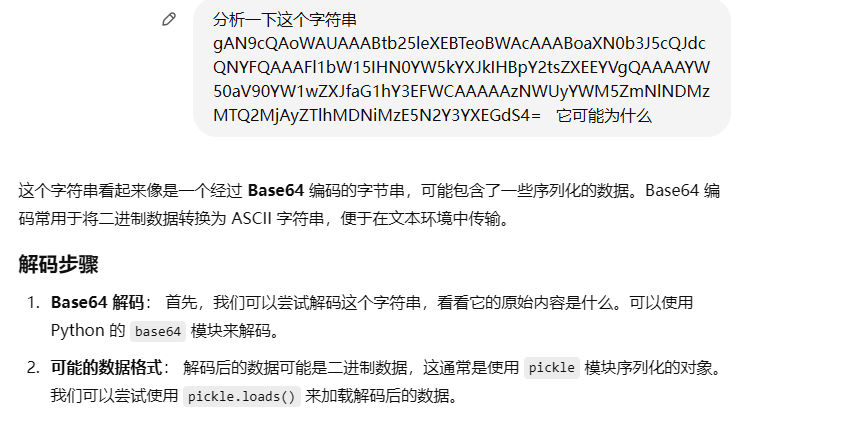 分析一下这个字符串
gAN9cQAoWAUAAABtb25leXEBTeoBWAcAAABoaXN0b3J5cQJdc
QNYFQAAAFl1bW15IHN0YW5kYXJkIHBpY2tsZXEEYVgQAAAAYW
50aV90YW1wZXJfaG1hY3EFWCAAAAAzNWUyYWM5ZmNlNDMz
MTQ2MjAyZTlhMDNiMzE5N2Y3YXEGdS4= 它可能为什么
这个字符串看起来像是一个经过 Base64 编码的字节串，可能包含了一些序列化的数据。Base64 编
码常用于将二进制数据转换为 ASCII 字符串，便于在文本环境中传输。
解码步骤
1. Base64 解码： 首先，我们可以尝试解码这个字符串，看看它的原始内容是什么。可以使用
Python 的 base64 模块来解码。
2. 可能的数据格式： 解码后的数据可能是二进制数据，这通常是使用 pickle 模块序列化的对象。
我们可以尝试使用 pickle.loads() 来加载解码后的数据。